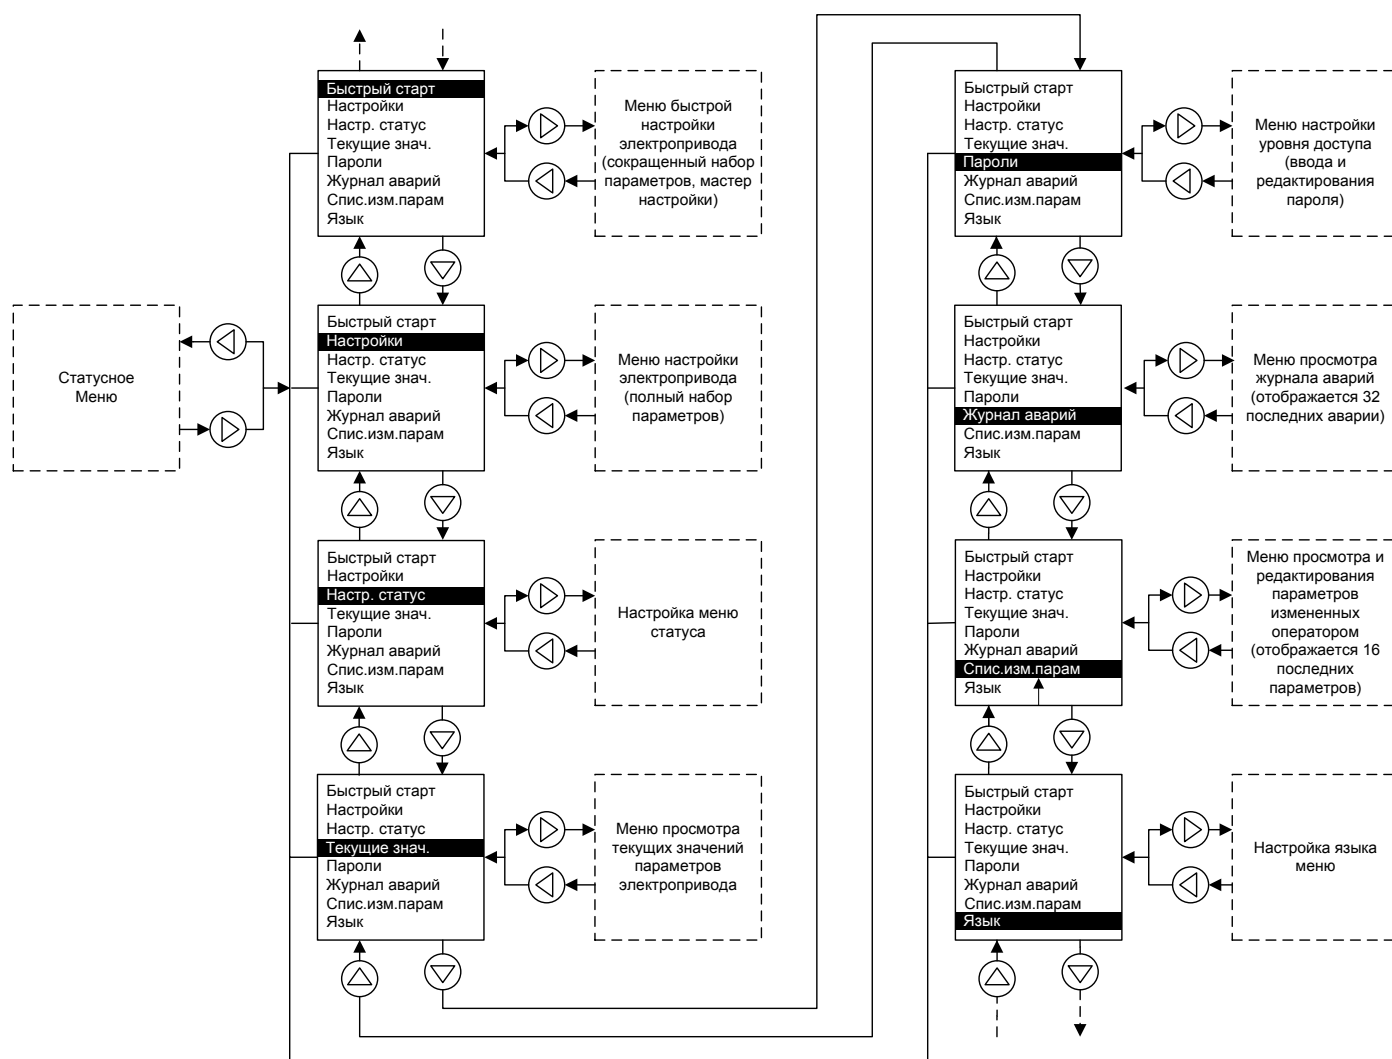 Быстрый старт
Настройки
Настр. статус
Текущие знач.
Пароли
Журнал аварий
Спис.изм.парам
Язык
Меню быстрой
настройки
электропривода
(сокращенный набор
параметров, мастер
настройки)
Статусное
Меню
Быстрый старт
Настройки
Настр. статус
Текущие знач.
Пароли
Журнал аварий
Спис.изм.парам
Язык
Меню настройки
электропривода
(полный набор
параметров)
Быстрый старт
Настройки
Настр. статус
Текущие знач.
Пароли
Журнал аварий
Спис.изм.парам
Язык
Настройка меню
статуса
Быстрый старт
Настройки
Настр. статус
Текущие знач.
Пароли
Журнал аварий
Спис.изм.парам
Язык
Меню просмотра
текущих значений
параметров
электропривода
Быстрый старт
Настройки
Настр. статус
Текущие знач.
Пароли
Журнал аварий
Спис.изм.парам
Язык
Меню настройки
уровня доступа
(ввода и
редактирования
пароля)
Быстрый старт
Настройки
Настр. статус
Текущие знач.
Пароли
Журнал аварий
Спис.изм.парам
Язык
Меню просмотра
журнала аварий
(отображается 32
последних аварии)
Быстрый старт
Настройки
Настр. статус
Текущие знач.
Пароли
Журнал аварий
Спис.изм.парам
Язык
Меню просмотра и
редактирования
параметров
измененных
оператором
(отображается 16
последних
параметров)
Быстрый старт
Настройки
Настр. статус
Текущие знач.
Пароли
Журнал аварий
Спис.изм.парам
Язык
Настройка языка
меню